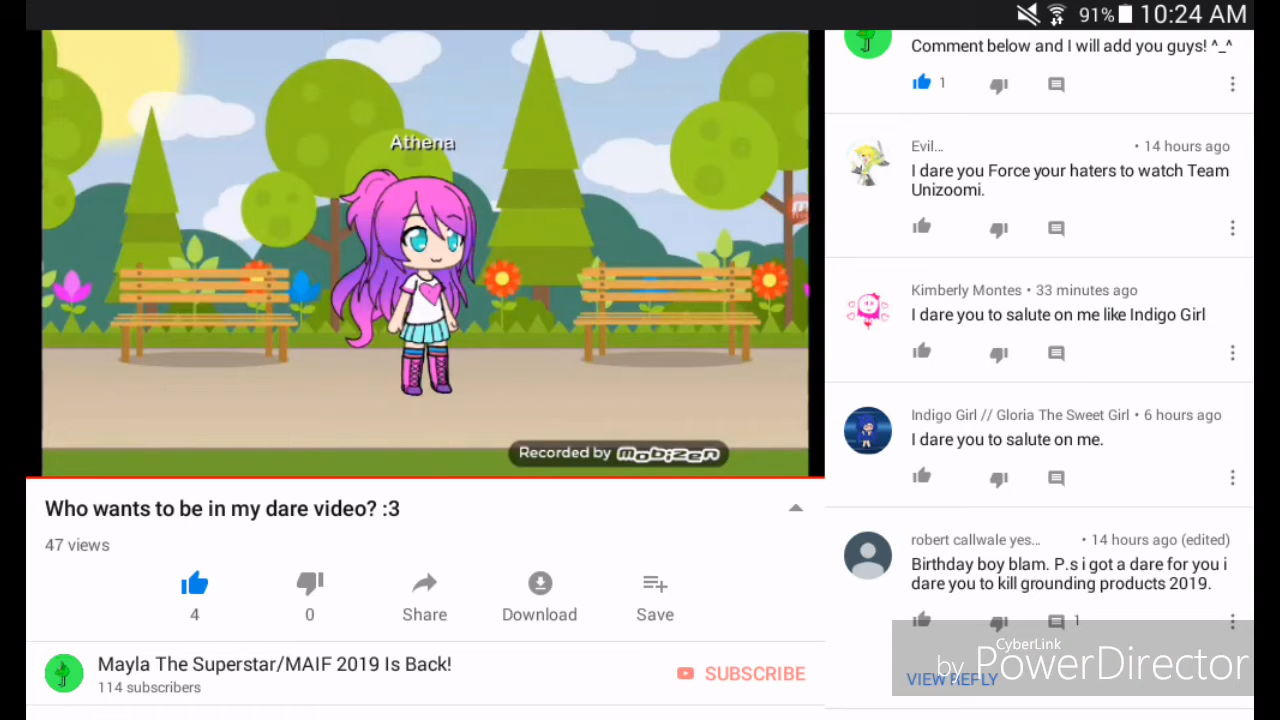 91% 10:24 AM
Athena
Recorded by mobizen
Who wants to be in my dare video? :3
47 views
4
0
Share
Download
Save
Mayla The Superstar/MAIF 2019 Is Back!
114 subscribers
SUBSCRIBE
Comment below and I will add you guys! ^_^
1
Evil... • 14 hours ago
I dare you Force your haters to watch Team
Unizoomi.
Kimberly Montes • 33 minutes ago
I dare you to salute on me like Indigo Girl
Indigo Girl // Gloria The Sweet Girl • 6 hours ago
I dare you to salute on me.
robert callwale yes... • 14 hours ago (edited)
Birthday boy blam. P.s i got a dare for you i
dare you to kill grounding products 2019.
1
VIEW REPLY
CyberLink
by PowerDirector